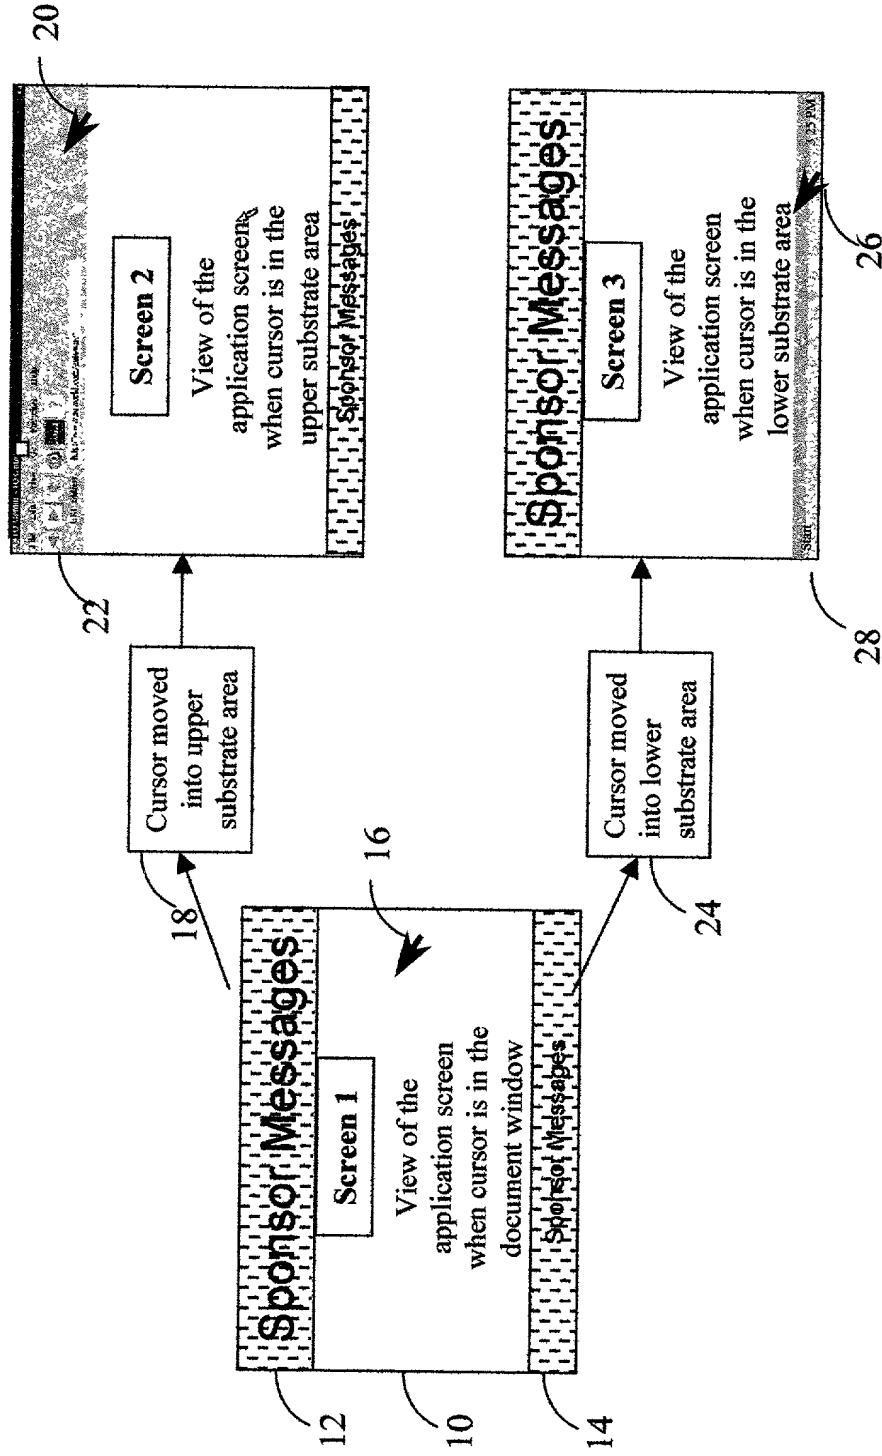 12
Sponsor Messages
Screen 1
10
View of the
application screen
when cursor is in the
document window
16
14
Sponsor Messages
18
Cursor moved
into upper
substrate area
24
Cursor moved
into lower
substrate area
22
20
Screen 2
View of the
application screen
when cursor is in the
upper substrate area
Sponsor Messages
Sponsor Messages
Screen 3
View of the
application screen
when cursor is in the
lower substrate area
Start
28
26